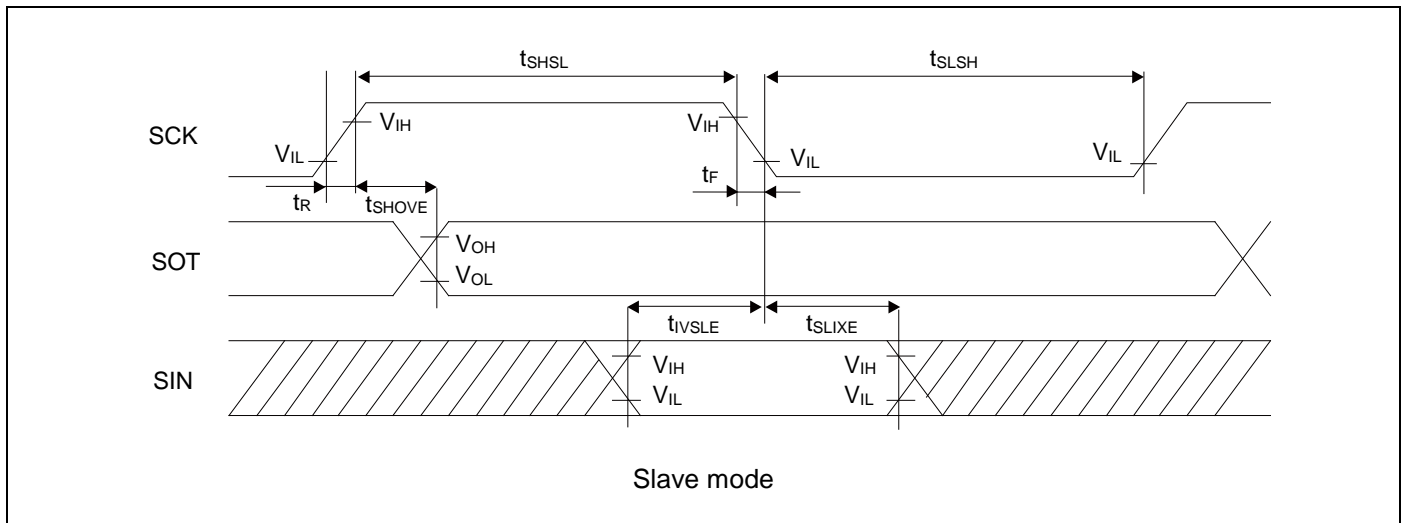 tSHSL
tSLSH
SCK
VIH
VIH
VIL
VIL
VIL
tF
tR
tSHOVE
SOT
VOH
VOL
tIVSLE
tSLIXE
SIN
VIH
VIH
VIL
VIL
Slave mode